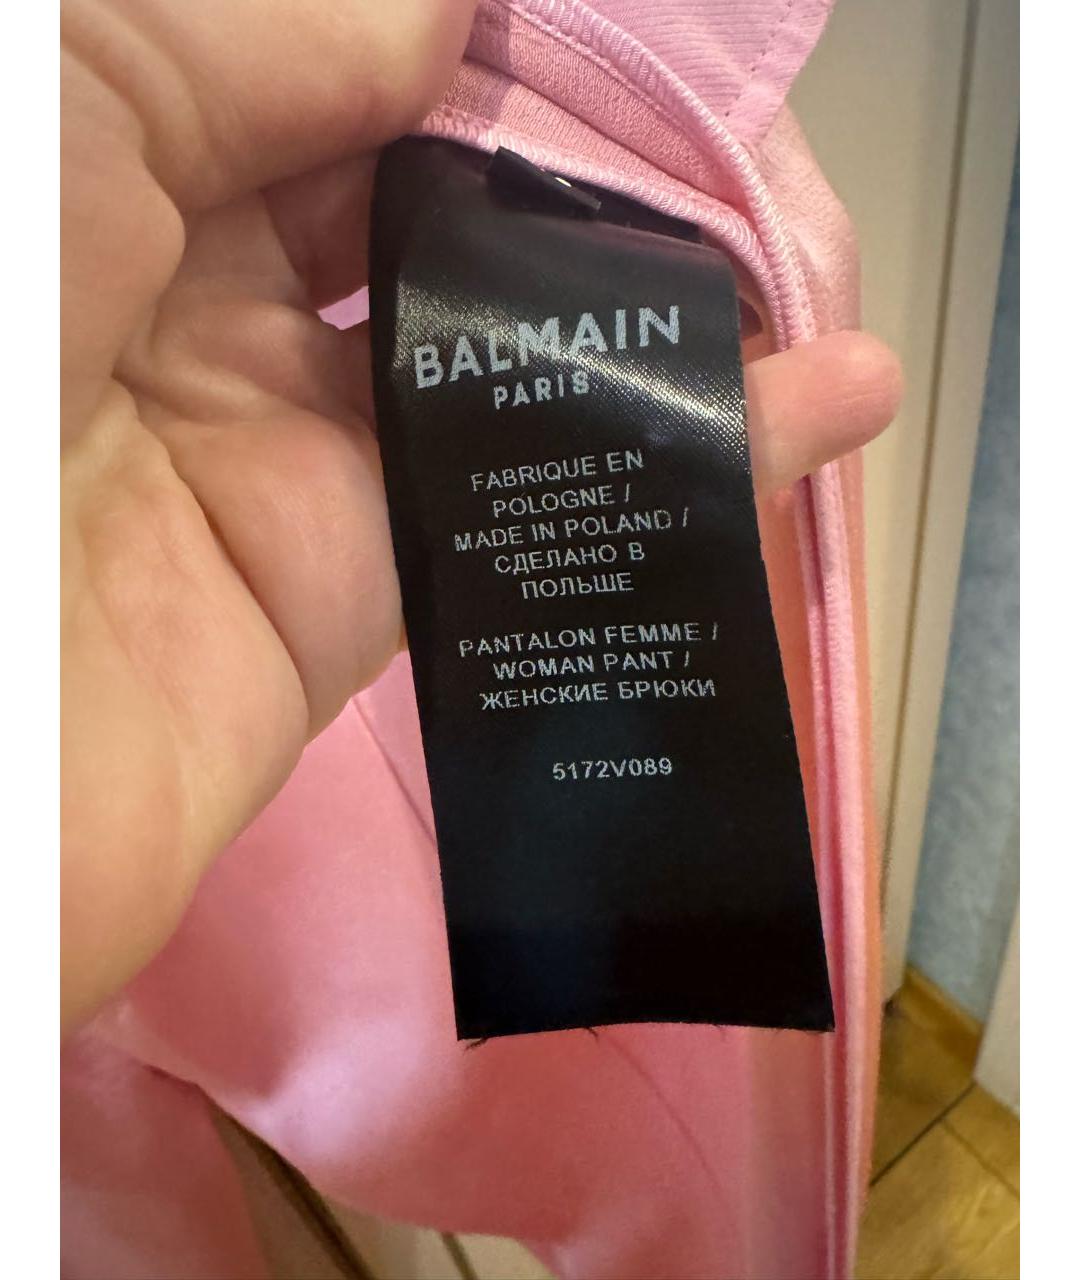 BALMAIN
PARIS
FABRIQUE EN
POLOGNE /
MADE IN POLAND /
СДЕЛАНО В
ПОЛЬШЕ
PANTALON FEMME /
WOMAN PANT /
ЖЕНСКИЕ БРЮКИ
5172V089